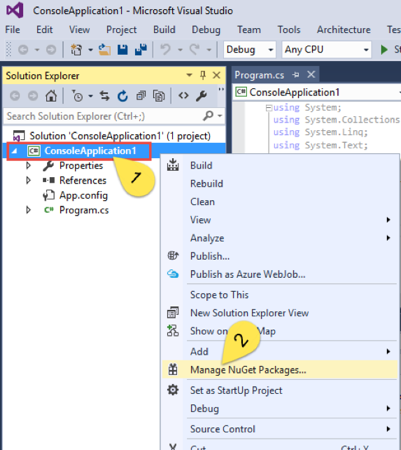 ConsoleApplication1 - Microsoft Visual Studio
File Edit View Project Build Debug Team Tools Architecture
Debug Any CPU
Solution Explorer
Program.cs
Search Solution Explorer (Ctrl+;)
ConsoleApplication1
Solution 'ConsoleApplication1' (1 project)
C# ConsoleApplication1
Properties
References
App.config
C# Program.cs
using System;
using System.Collections
using System.Linq;
using System.Text;
1
Build
Rebuild
Clean
View
Analyze
Publish...
Publish as Azure WebJob...
Scope to This
New Solution Explorer View
Show on Map
Add
2
Manage NuGet Packages...
Set as StartUp Project
Debug
Source Control
Cut Ctrl+X